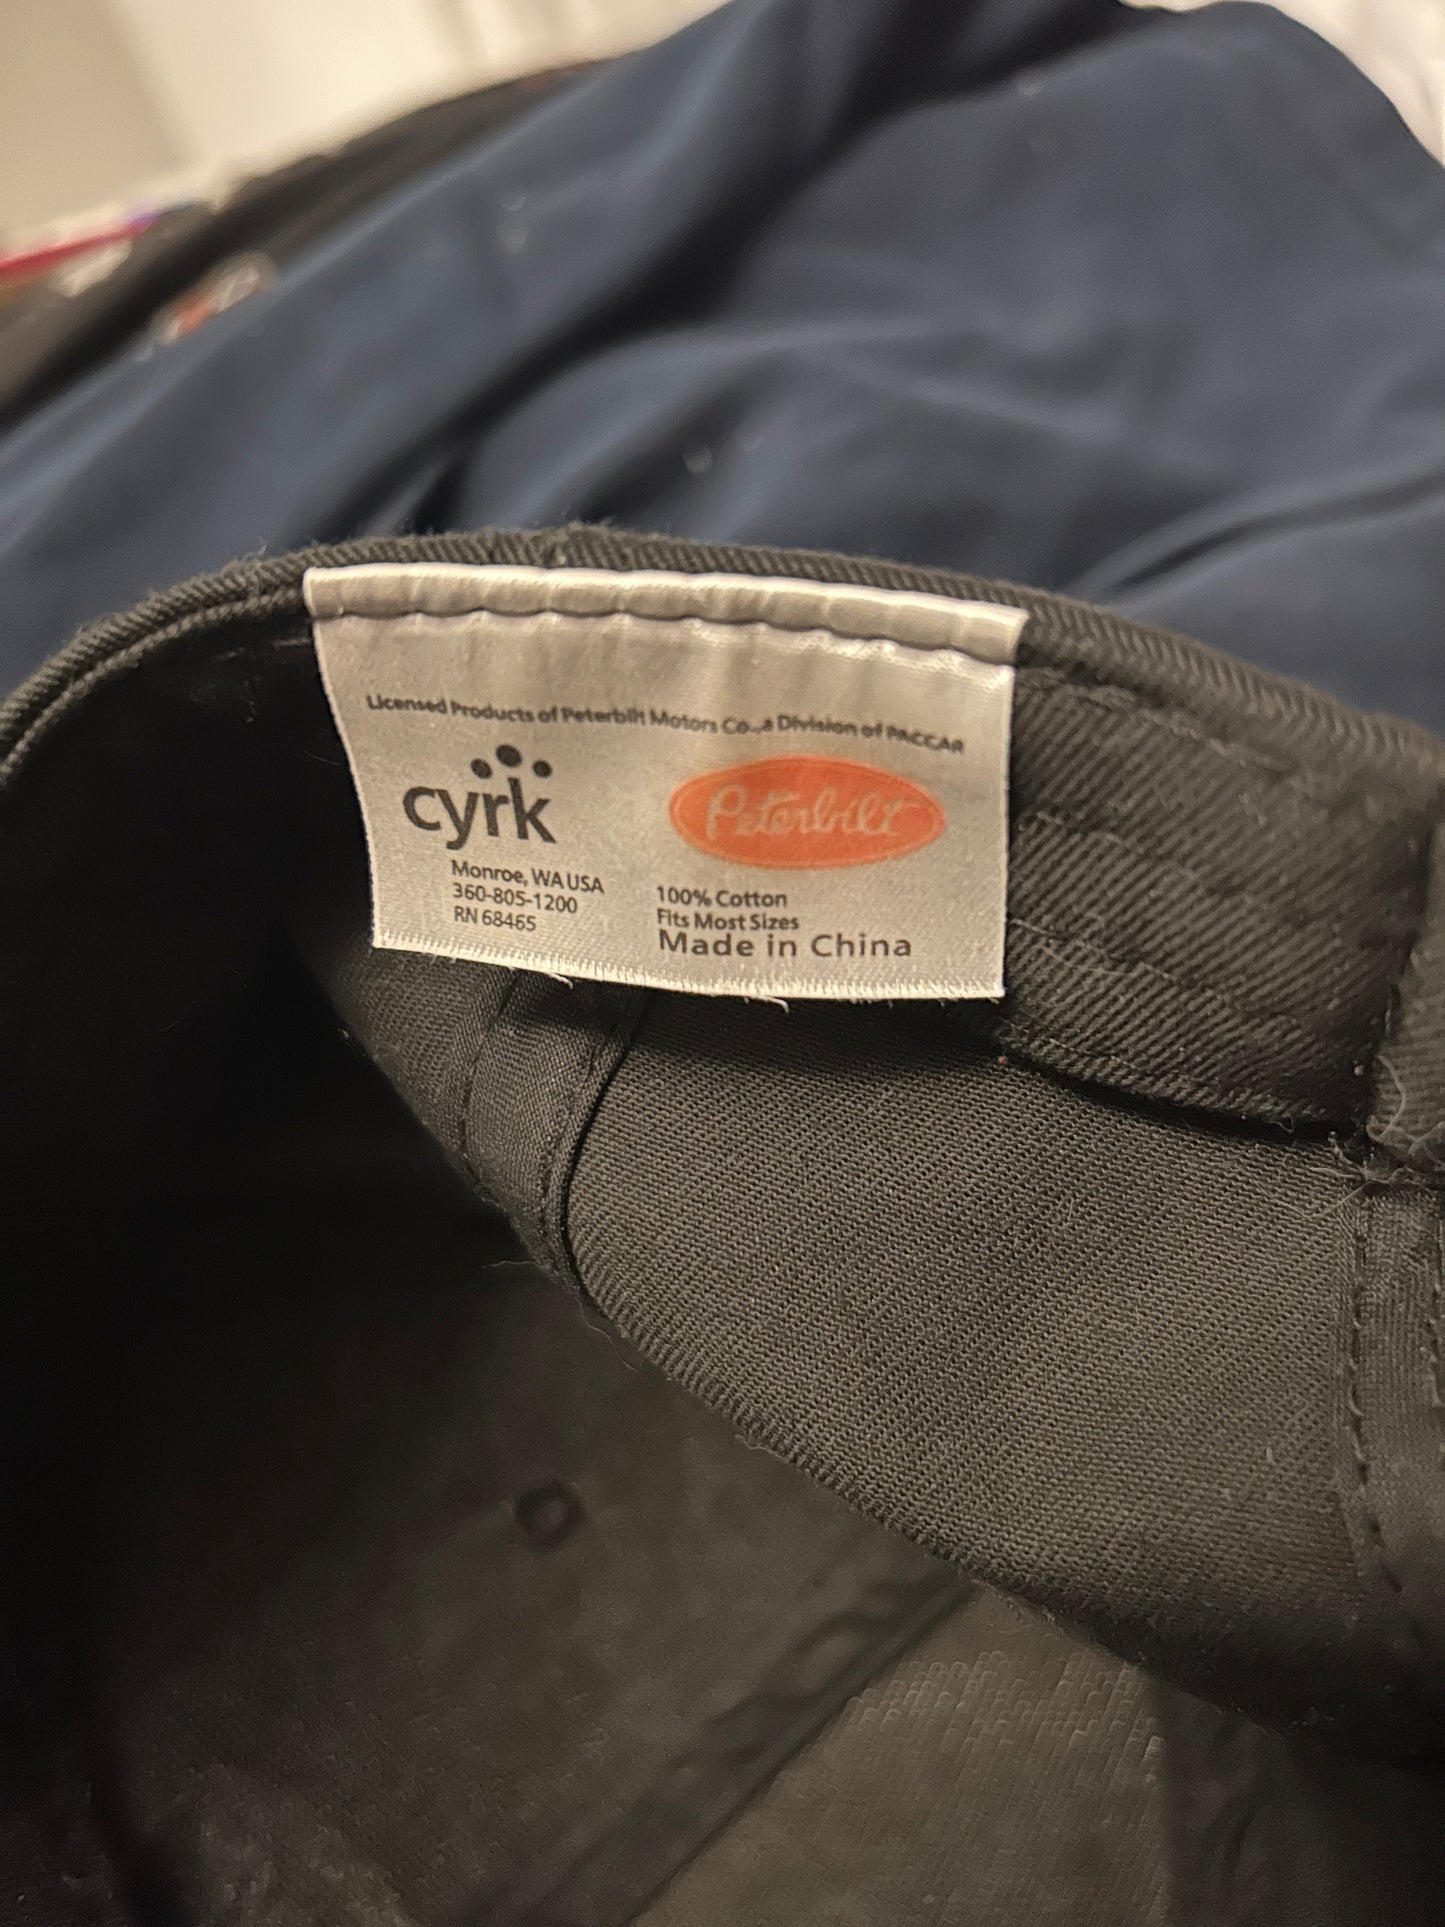 Licensed Products of Peterbilt Motors Co., a Division of PACCAR
cyrk
Monroe, WA USA
360-805-1200
RN 68465
Peterbilt
100% Cotton
Fits Most Sizes
Made in China